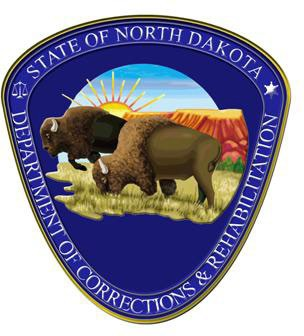 STATE OF NORTH DAKOTA
DEPARTMENT OF CORRECTIONS & REHABILITATION